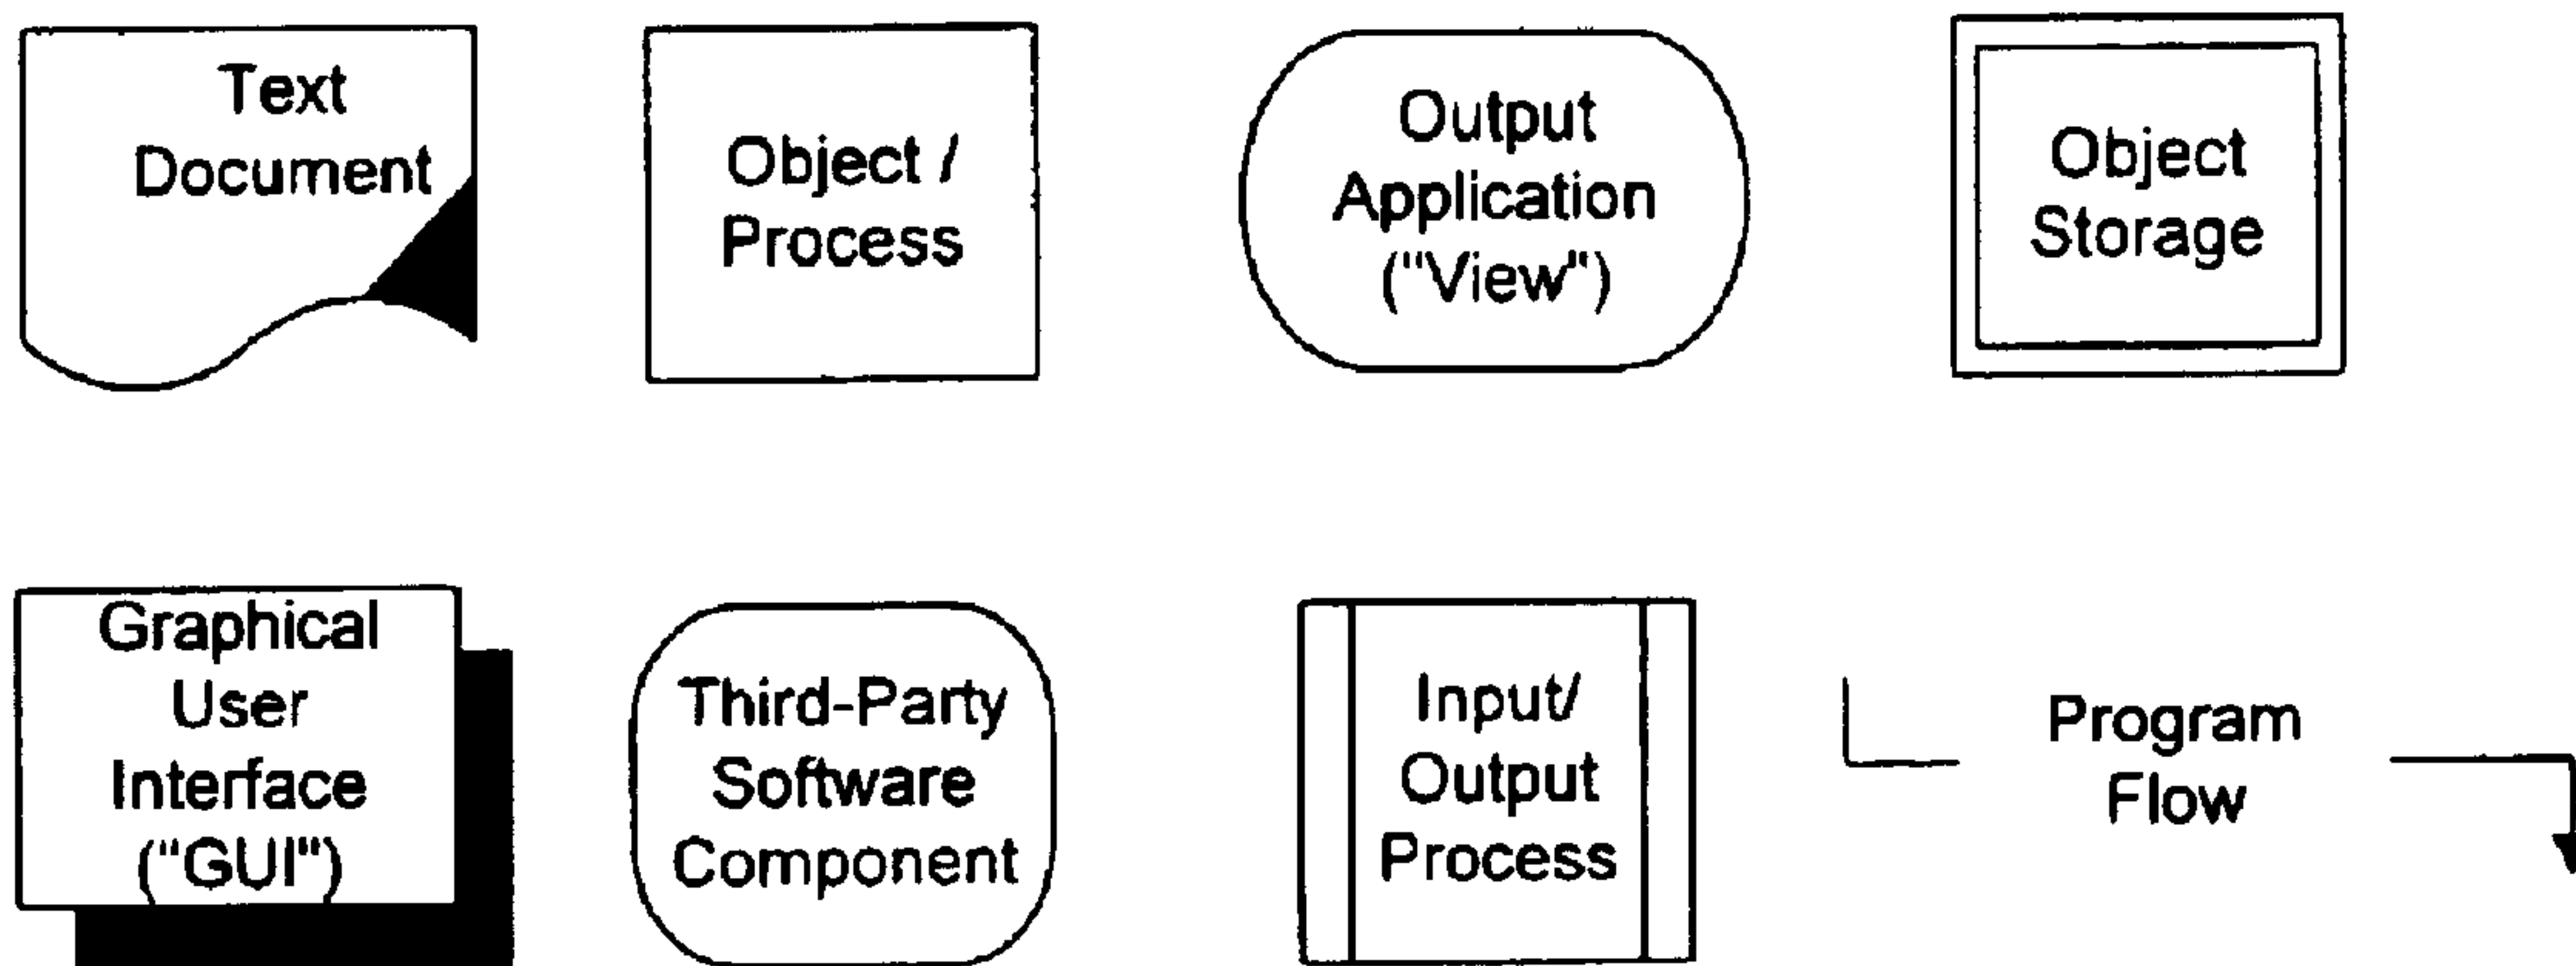 Text
Document
Object /
Process
Output
Application
("View")
Object
Storage
Graphical
User
Interface
("GUI")
Third-Party
Software
Component
Input/
Output
Process
Program
Flow